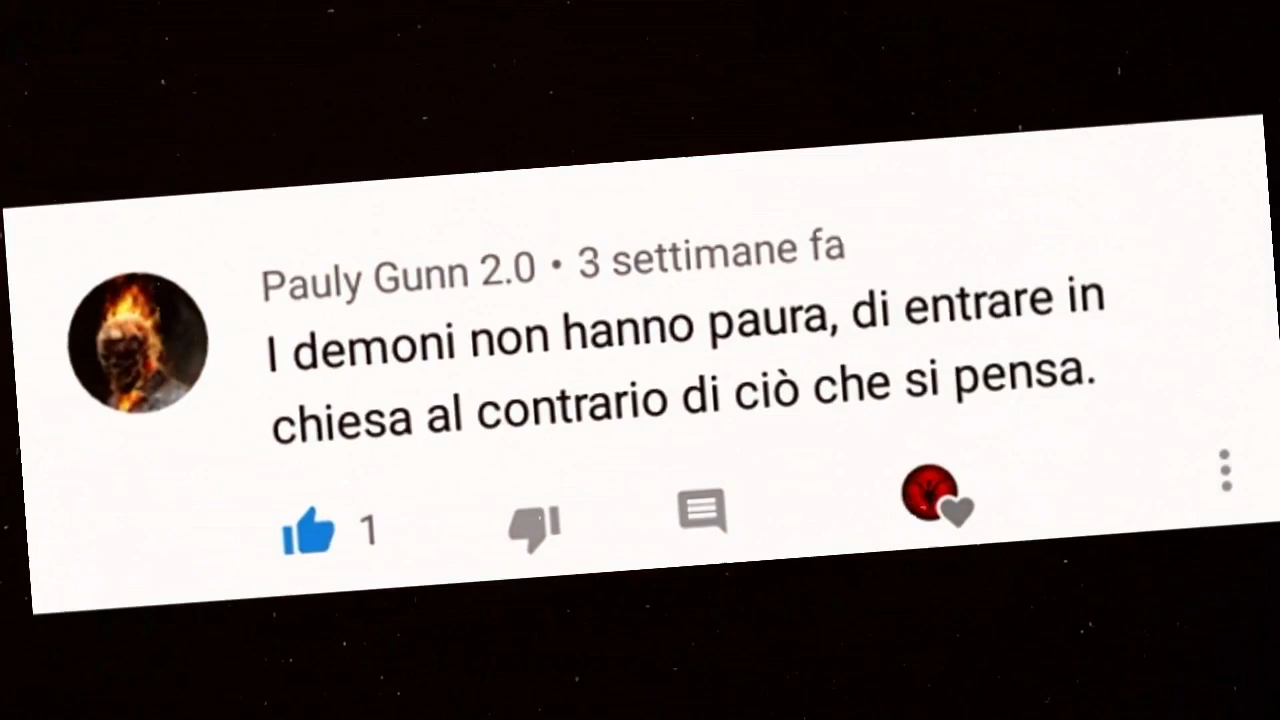 Pauly Gunn 2.0 • 3 settimane fa
I demoni non hanno paura, di entrare in
chiesa al contrario di ciò che si pensa.
1